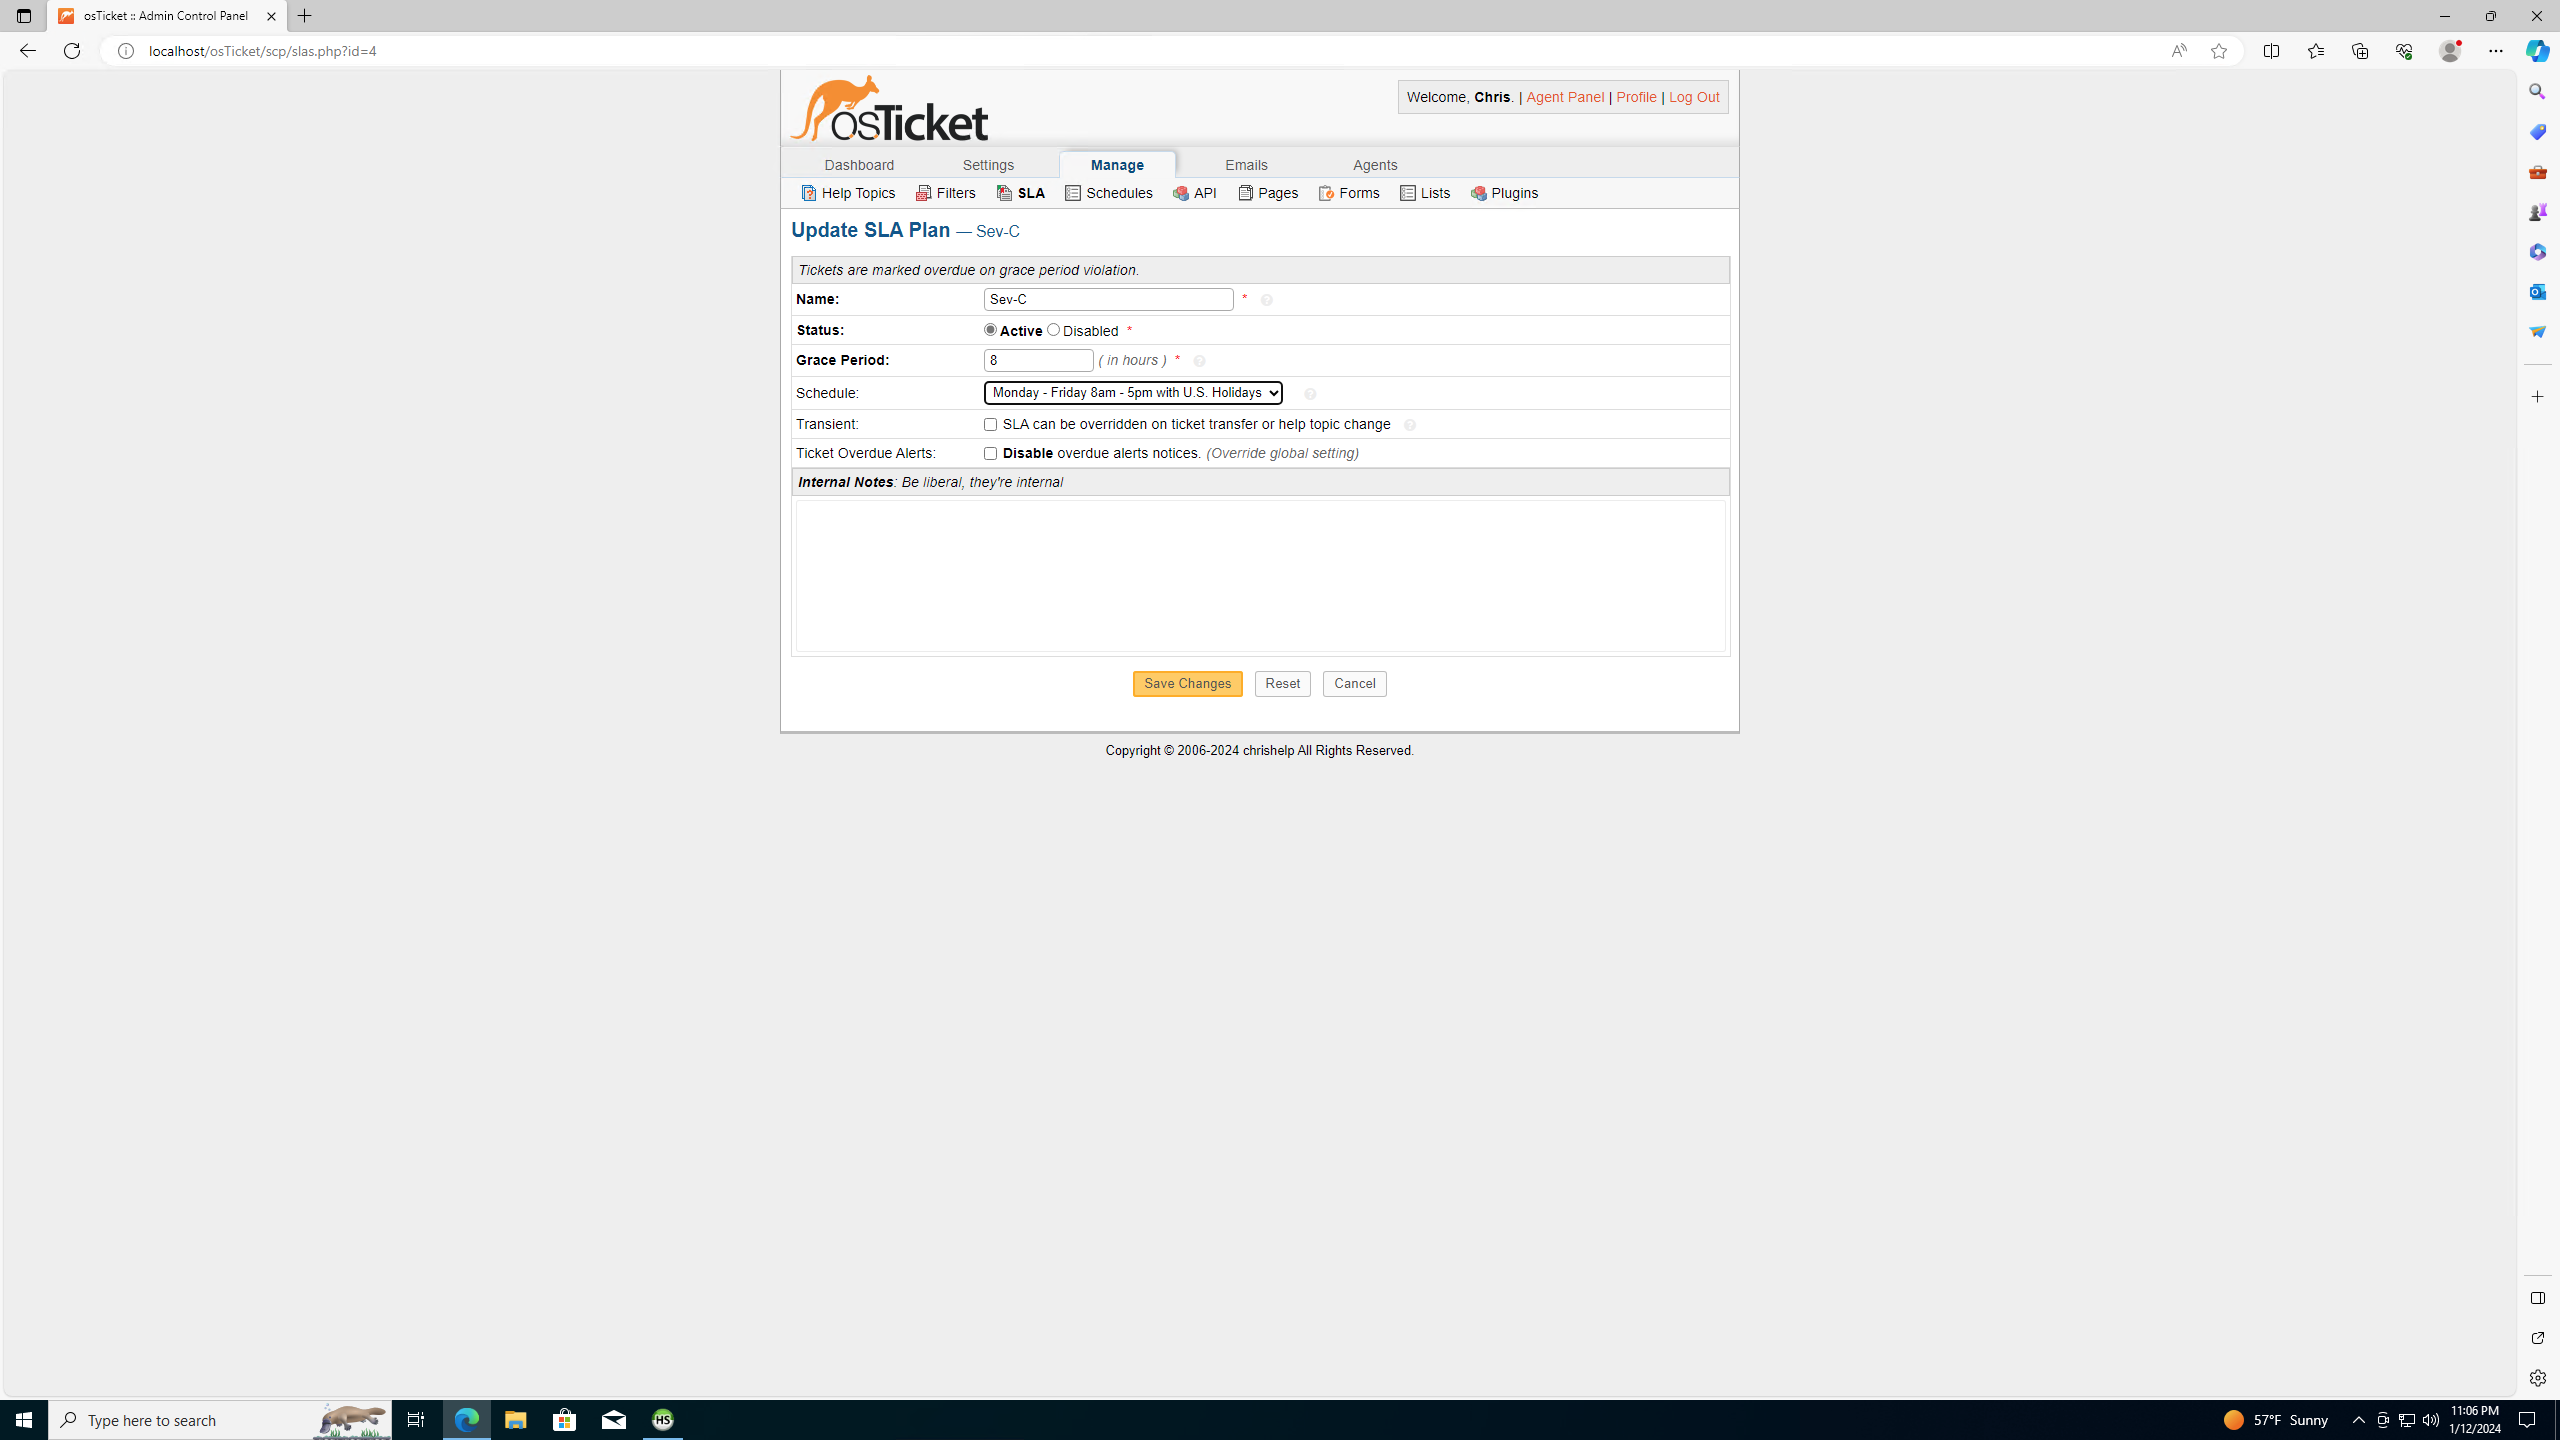 osTicket :: Admin Control Panel
localhost/osTicket/scp/slas.php?id=4
osTicket
Welcome, Chris. | Agent Panel | Profile | Log Out
Dashboard Settings Manage Emails Agents
Help Topics Filters SLA Schedules API Pages Forms Lists Plugins
Update SLA Plan — Sev-C
Tickets are marked overdue on grace period violation.
Name: Sev-C *
Status: Active Disabled *
Grace Period: 8 ( in hours ) *
Schedule: Monday - Friday 8am - 5pm with U.S. Holidays
Transient: SLA can be overridden on ticket transfer or help topic change
Ticket Overdue Alerts: Disable overdue alerts notices. (Override global setting)
Internal Notes: Be liberal, they're internal
Save Changes Reset Cancel
Copyright © 2006-2024 chrishelp All Rights Reserved.
Type here to search
HS
57°F Sunny
11:06 PM
1/12/2024